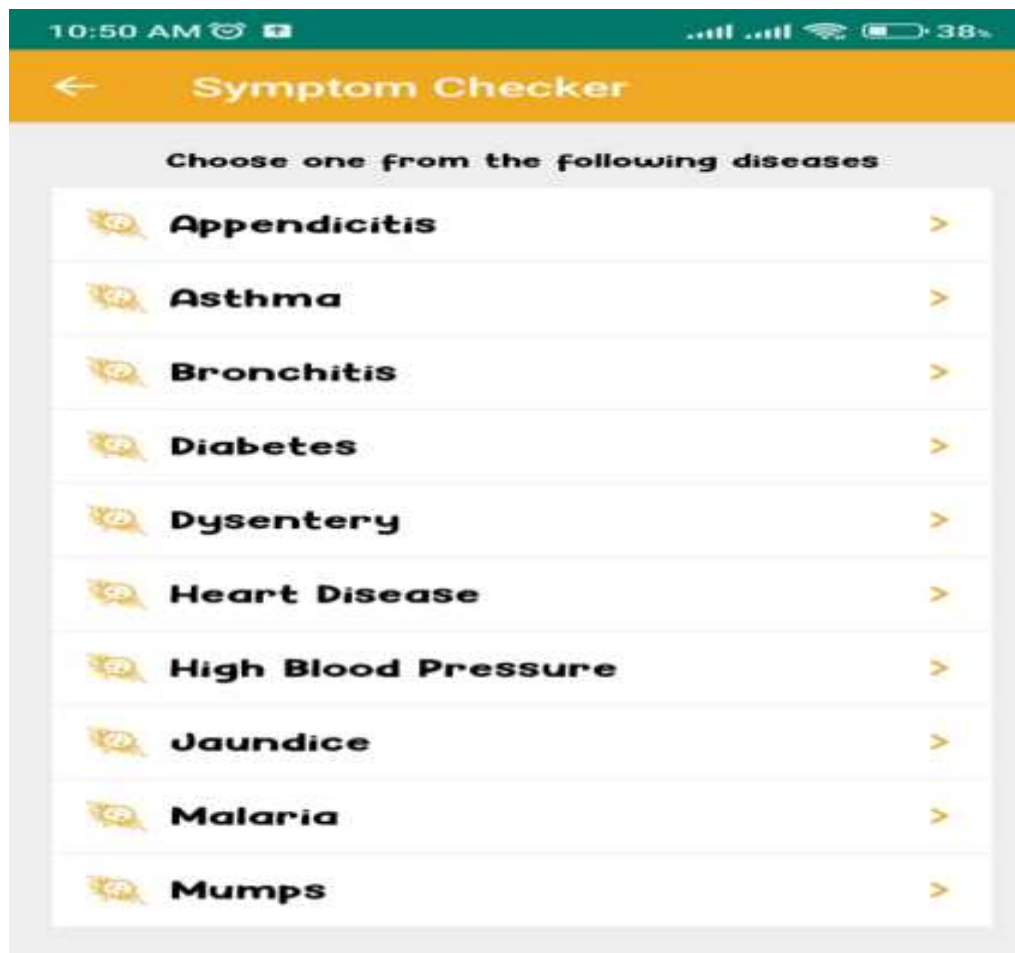 10:50 AM 38%
Symptom Checker
Choose one from the following diseases
Appendicitis >
Asthma >
Bronchitis >
Diabetes >
Dysentery >
Heart Disease >
High Blood Pressure >
Jaundice >
Malaria >
Mumps >